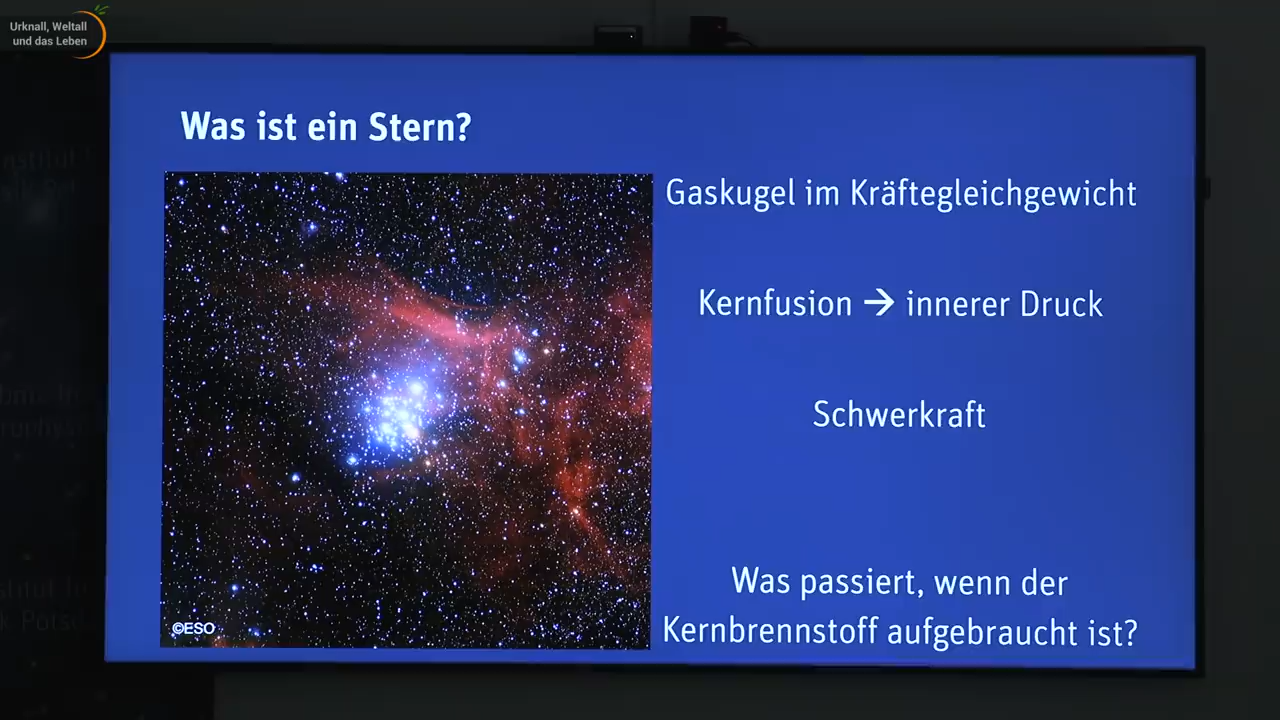 Urknall, Weltall
und das Leben
Was ist ein Stern?
Gaskugel im Kräftegleichgewicht
Kernfusion → innerer Druck
Schwerkraft
Was passiert, wenn der
Kernbrennstoff aufgebraucht ist?
©ESO